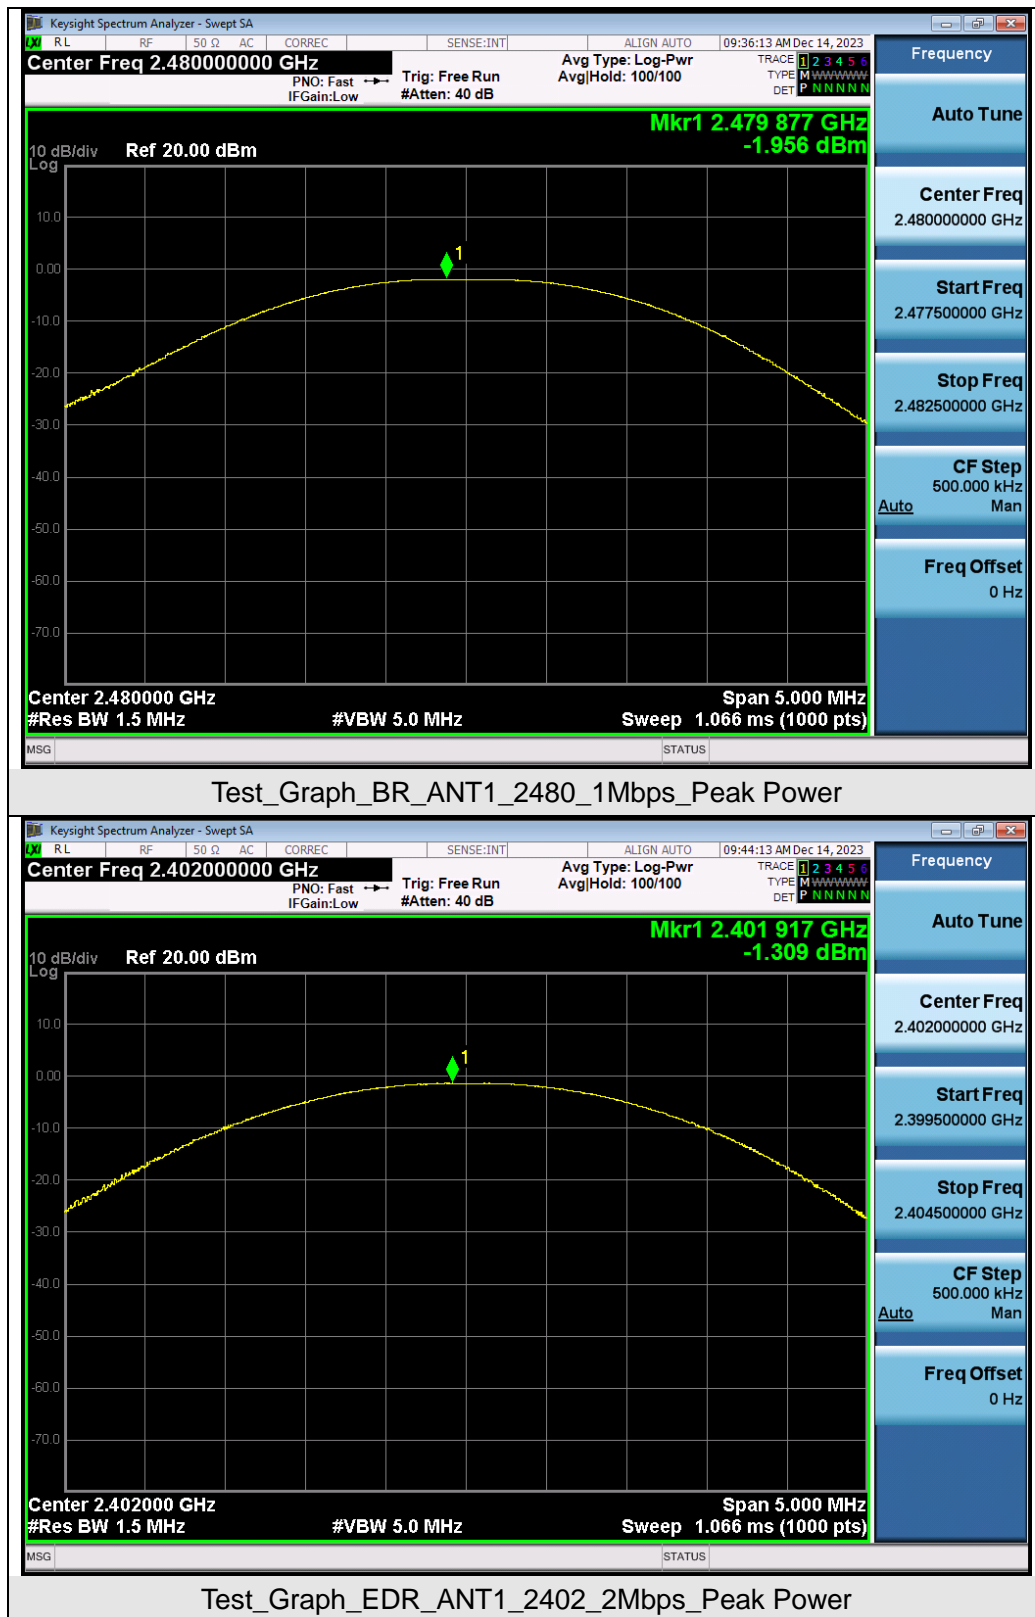 Keysight Spectrum Analyzer - Swept SA
LXI RL RF 50 Ω AC CORREC SENSE:INT ALIGN AUTO 09:36:13 AM Dec 14, 2023
Center Freq 2.480000000 GHz
PNO: Fast
IFGain:Low
Trig: Free Run
#Atten: 40 dB
Avg Type: Log-Pwr
Avg|Hold: 100/100
TRACE 1 2 3 4 5 6
TYPE M WWWWW
DET P N N N N N
Mkr1 2.479 877 GHz
-1.956 dBm
10 dB/div Ref 20.00 dBm
Log
10.0
0.00
-10.0
-20.0
-30.0
-40.0
-50.0
-60.0
-70.0
1
Center 2.480000 GHz Span 5.000 MHz
#Res BW 1.5 MHz #VBW 5.0 MHz Sweep 1.066 ms (1000 pts)
MSG STATUS
Frequency
Auto Tune
Center Freq
2.480000000 GHz
Start Freq
2.477500000 GHz
Stop Freq
2.482500000 GHz
CF Step
500.000 kHz
Auto Man
Freq Offset
0 Hz
Test_Graph_BR_ANT1_2480_1Mbps_Peak Power
Keysight Spectrum Analyzer - Swept SA
LXI RL RF 50 Ω AC CORREC SENSE:INT ALIGN AUTO 09:44:13 AM Dec 14, 2023
Center Freq 2.402000000 GHz
PNO: Fast
IFGain:Low
Trig: Free Run
#Atten: 40 dB
Avg Type: Log-Pwr
Avg|Hold: 100/100
TRACE 1 2 3 4 5 6
TYPE M WWWWW
DET P N N N N N
Mkr1 2.401 917 GHz
-1.309 dBm
10 dB/div Ref 20.00 dBm
Log
10.0
0.00
-10.0
-20.0
-30.0
-40.0
-50.0
-60.0
-70.0
1
Center 2.402000 GHz Span 5.000 MHz
#Res BW 1.5 MHz #VBW 5.0 MHz Sweep 1.066 ms (1000 pts)
MSG STATUS
Frequency
Auto Tune
Center Freq
2.402000000 GHz
Start Freq
2.399500000 GHz
Stop Freq
2.404500000 GHz
CF Step
500.000 kHz
Auto Man
Freq Offset
0 Hz
Test_Graph_EDR_ANT1_2402_2Mbps_Peak Power